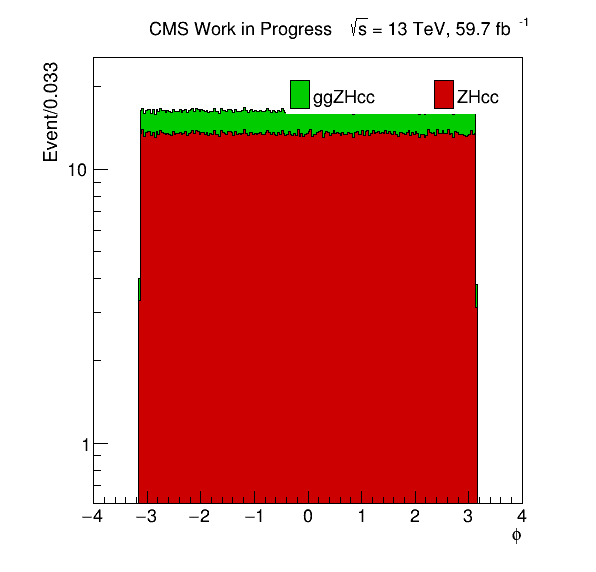 CMS Work in Progress √s = 13 TeV, 59.7 fb -1
Event/0.033
ggZHcc ZHcc
10
1
−4 −3 −2 −1 0 1 2 3 4
ϕ